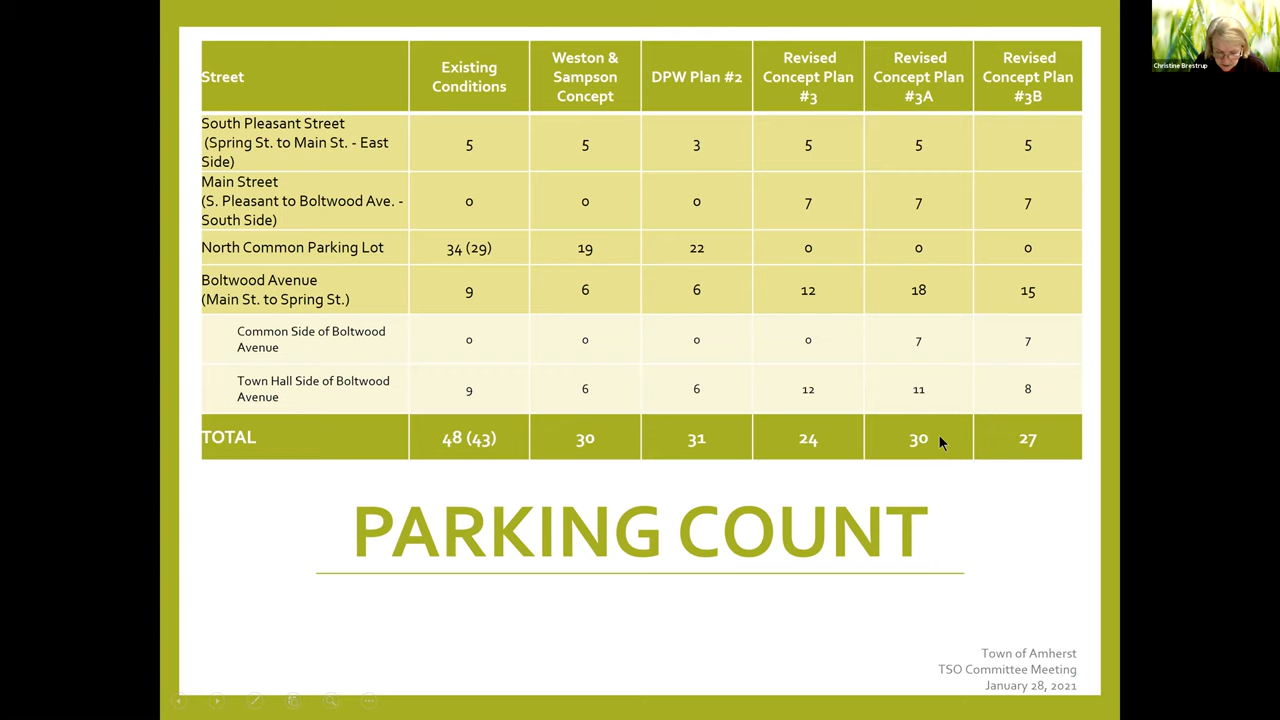 Street
Existing
Conditions
Weston &
Sampson
Concept
DPW Plan #2
Revised
Concept Plan
#3
Revised
Concept Plan
#3A
Revised
Concept Plan
#3B
South Pleasant Street
(Spring St. to Main St. - East
Side)
5
5
3
5
5
5
Main Street
(S. Pleasant to Boltwood Ave. -
South Side)
0
0
0
7
7
7
North Common Parking Lot
34 (29)
19
22
0
0
0
Boltwood Avenue
(Main St. to Spring St.)
9
6
6
12
18
15
Common Side of Boltwood
Avenue
0
0
0
0
7
7
Town Hall Side of Boltwood
Avenue
9
6
6
12
11
8
TOTAL
48 (43)
30
31
24
30
27
PARKING COUNT
Town of Amherst
TSO Committee Meeting
January 28, 2021
Christine Brestrup